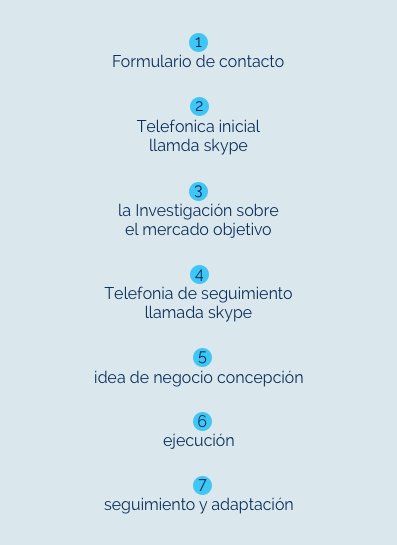 1
Formulario de contacto
2
Telefonica inicial
llamda skype
3
la Investigación sobre
el mercado objetivo
4
Telefonia de seguimiento
llamada skype
5
idea de negocio concepción
6
ejecución
7
seguimiento y adaptación